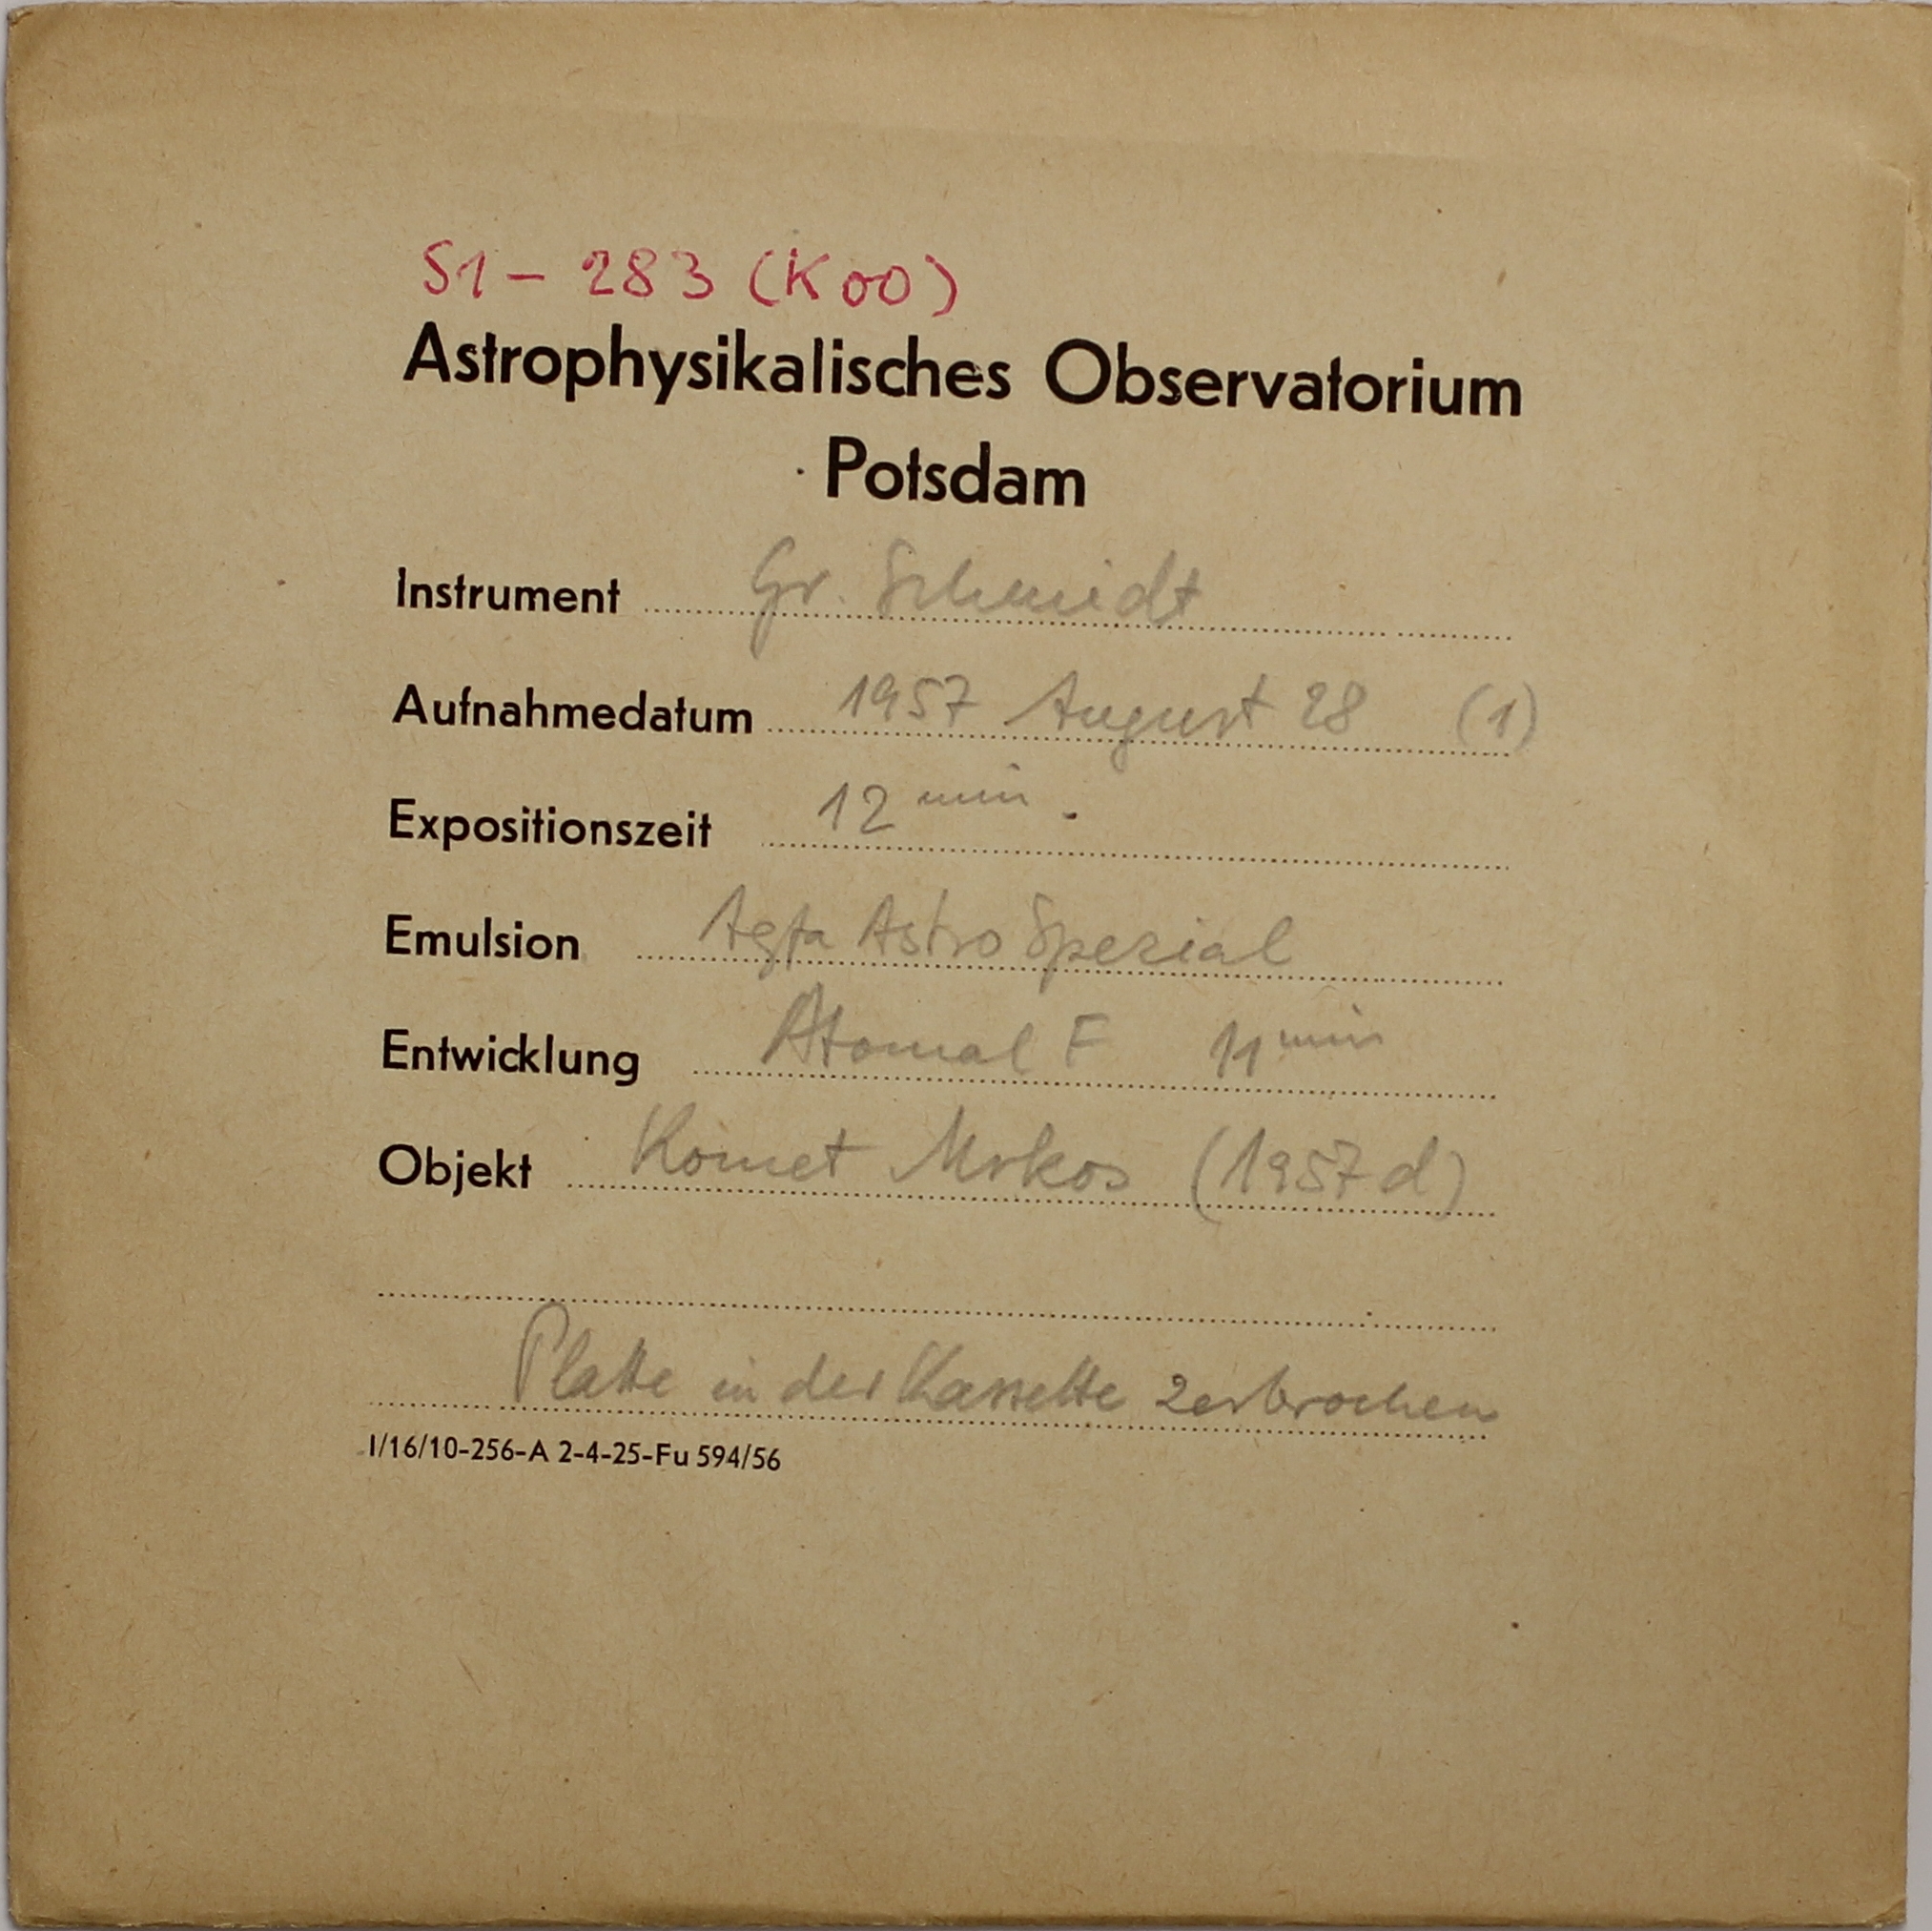 S1 - 283 (K00)
Astrophysikalisches Observatorium
Potsdam
Instrument Gr. Schmidt
Aufnahmedatum 1957 August 28 (1)
Expositionszeit 12 min.
Emulsion Agfa Astro Spezial
Entwicklung Atomal F 11 min
Objekt Komet Mrkos (1957 d)
Platte in der Kassette zerbrochen
I/16/10-256-A 2-4-25-Fu 594/56